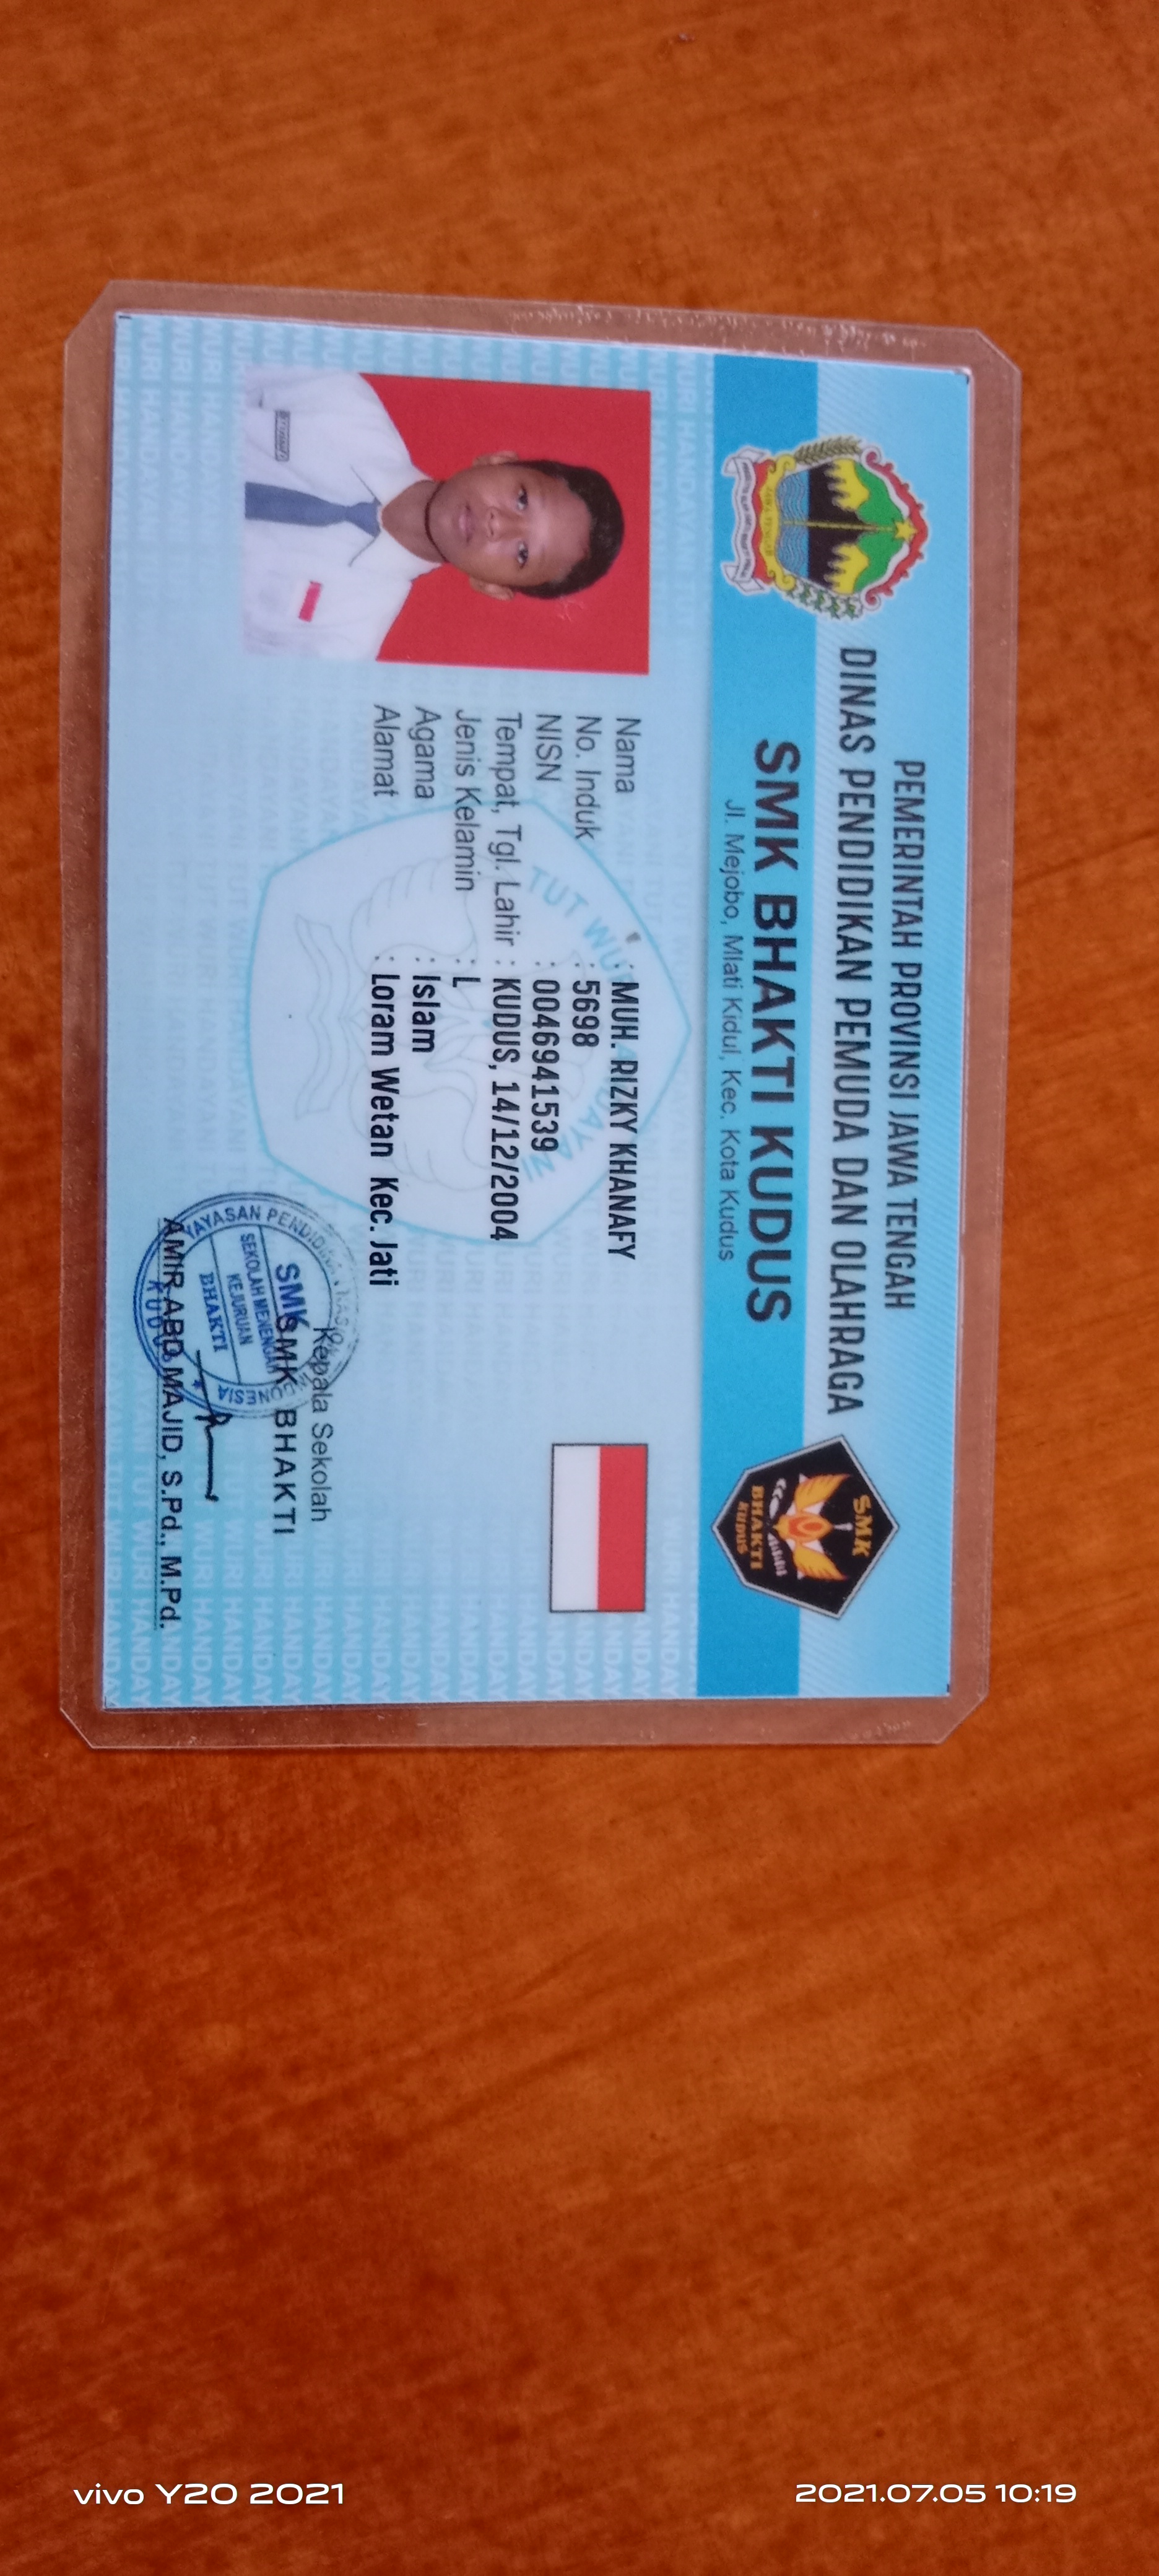 PEMERINTAH PROVINSI JAWA TENGAH
DINAS PENDIDIKAN PEMUDA DAN OLAHRAGA
SMK BHAKTI KUDUS
Jl. Mejobo, Mlati Kidul, Kec. Kota Kudus
SMK
BHAKTI
KUDUS
Nama : MUH. RIZKY KHANAFY
No. Induk : 5698
NISN : 0046941539
Tempat, Tgl. Lahir : KUDUS, 14/12/2004
Jenis Kelamin : L
Agama : Islam
Alamat : Loram Wetan Kec. Jati
TUT WURI HANDAYANI
Kepala Sekolah
SMK BHAKTI
AMIR ABD MAJID, S.Pd., M.Pd.
YAYASAN PENDIDIKAN
SMK
SEKOLAH MENENGAH
KEJURUAN
BHAKTI
KUDUS
vivo Y20 2021
2021.07.05 10:19